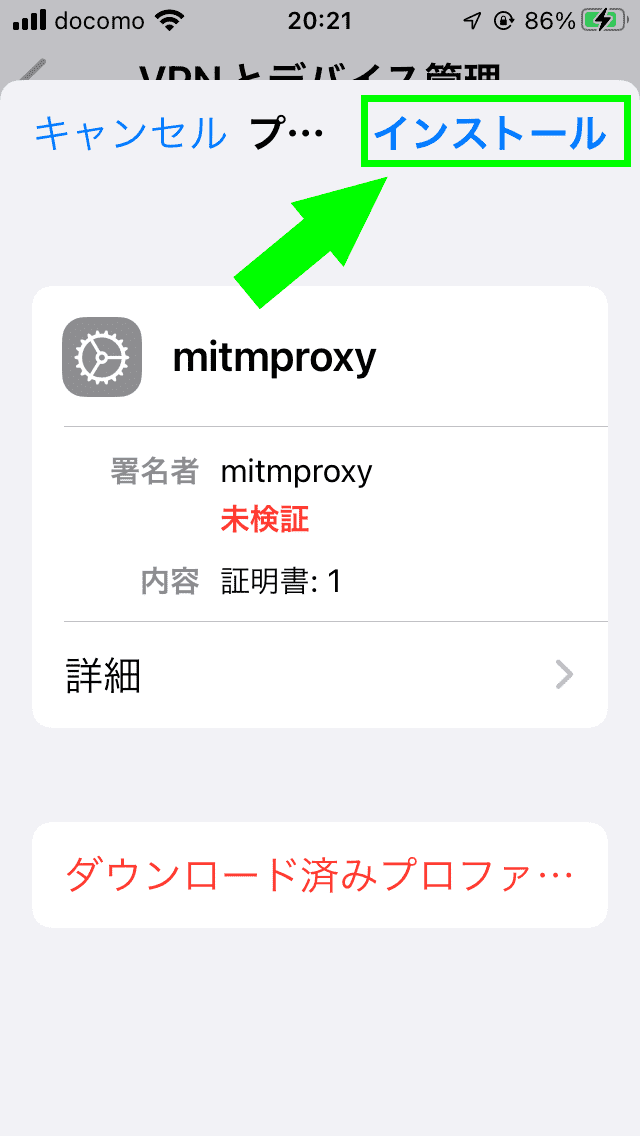 docomo 20:21 86%
VPNとデバイス管理
キャンセル プ… インストール
mitmproxy
署名者 mitmproxy
未検証
内容 証明書: 1
詳細
ダウンロード済みプロファ…